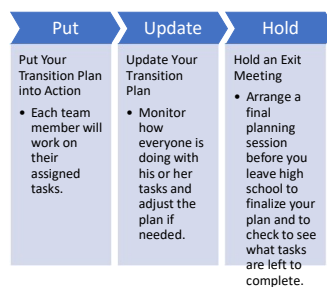 Put
Put Your
Transition Plan
into Action
• Each team
member will
work on
their
assigned
tasks.
Update
Update Your
Transition
Plan
• Monitor
how
everyone is
doing with
his or her
tasks and
adjust the
plan if
needed.
Hold
Hold an Exit
Meeting
• Arrange a
final
planning
session
before you
leave high
school to
finalize your
plan and to
check to see
what tasks
are left to
complete.